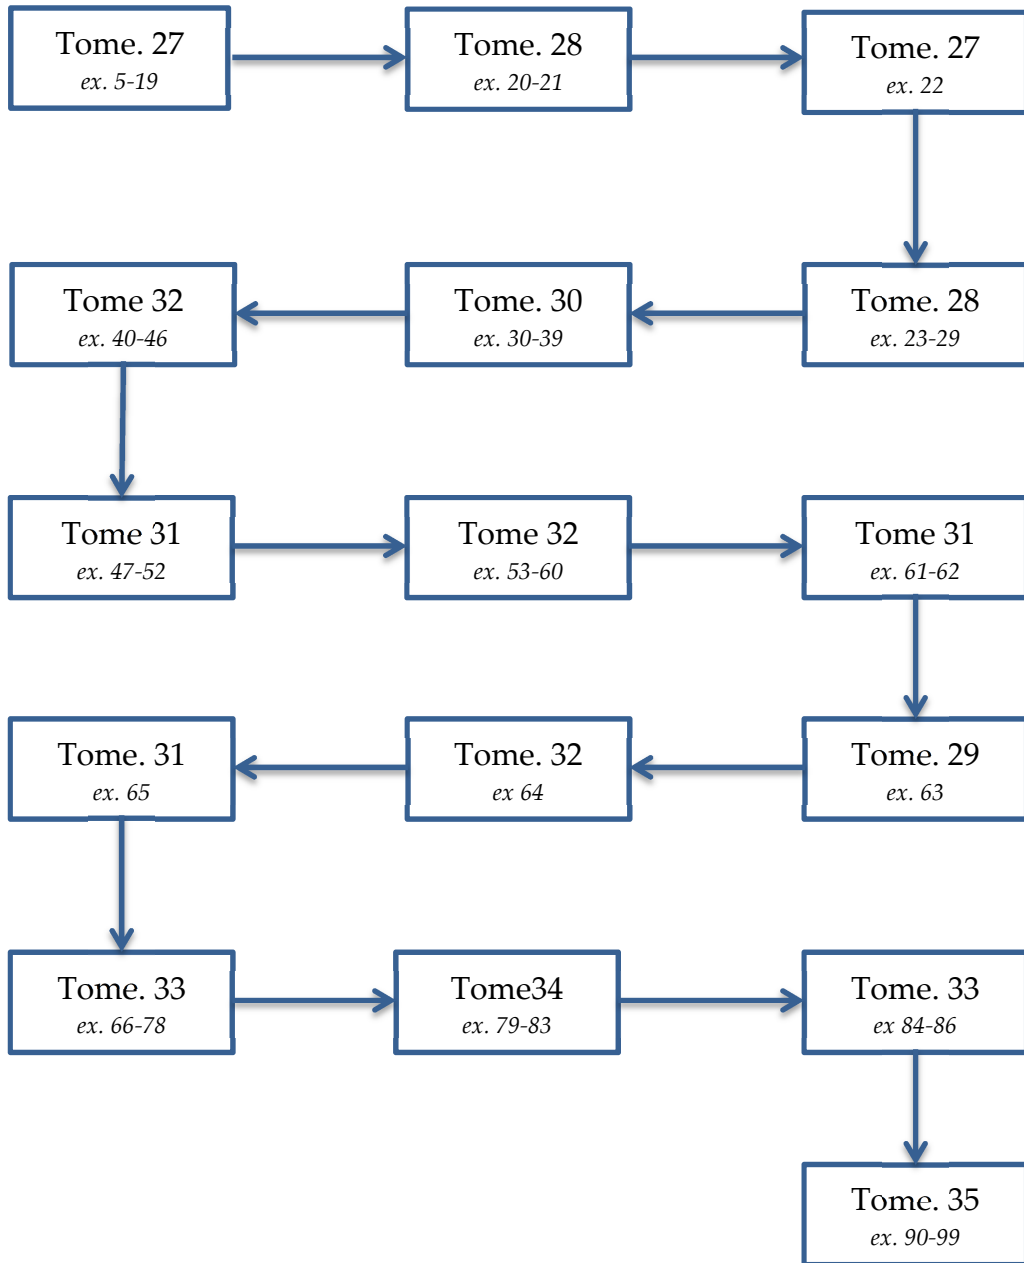 Tome. 27
ex. 5-19
Tome. 28
ex. 20-21
Tome. 27
ex. 22
Tome. 28
ex. 23-29
Tome. 30
ex. 30-39
Tome 32
ex. 40-46
Tome 31
ex. 47-52
Tome 32
ex. 53-60
Tome 31
ex. 61-62
Tome. 29
ex. 63
Tome. 32
ex 64
Tome. 31
ex. 65
Tome. 33
ex. 66-78
Tome34
ex. 79-83
Tome. 33
ex 84-86
Tome. 35
ex. 90-99